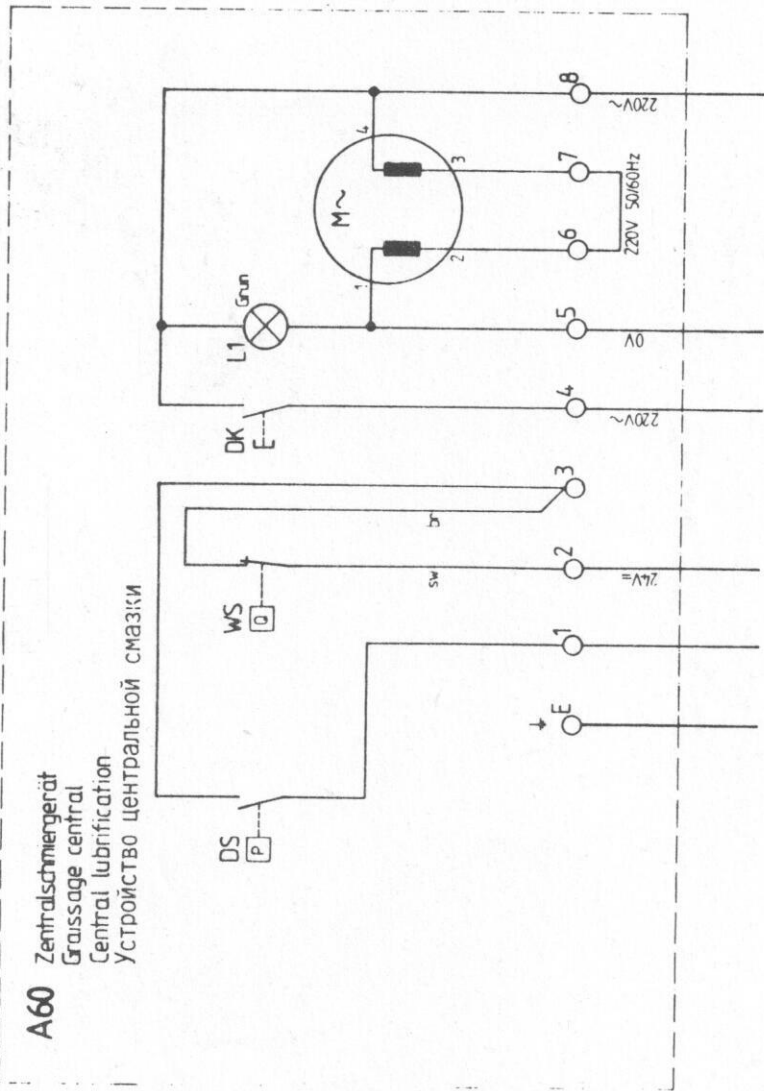 A60 Zentralschmiergerät
Graissage central
Central lubrification
Устройство центральной смазки
DS
P
WS
Q
DK
L1
Grün
M~
1
4
2
3
sw
br
E
1
2
3
4
5
6
7
8
24V=
220V~
0V
220V 50/60Hz
220V~